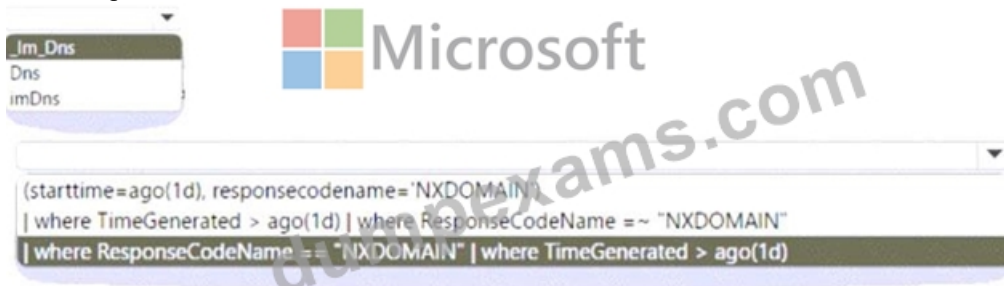 _Im_Dns
Dns
imDns
Microsoft
(starttime=ago(1d), responsecodename='NXDOMAIN')
| where TimeGenerated > ago(1d) | where ResponseCodeName =~ "NXDOMAIN"
| where ResponseCodeName == "NXDOMAIN" | where TimeGenerated > ago(1d)
dumpexams.com